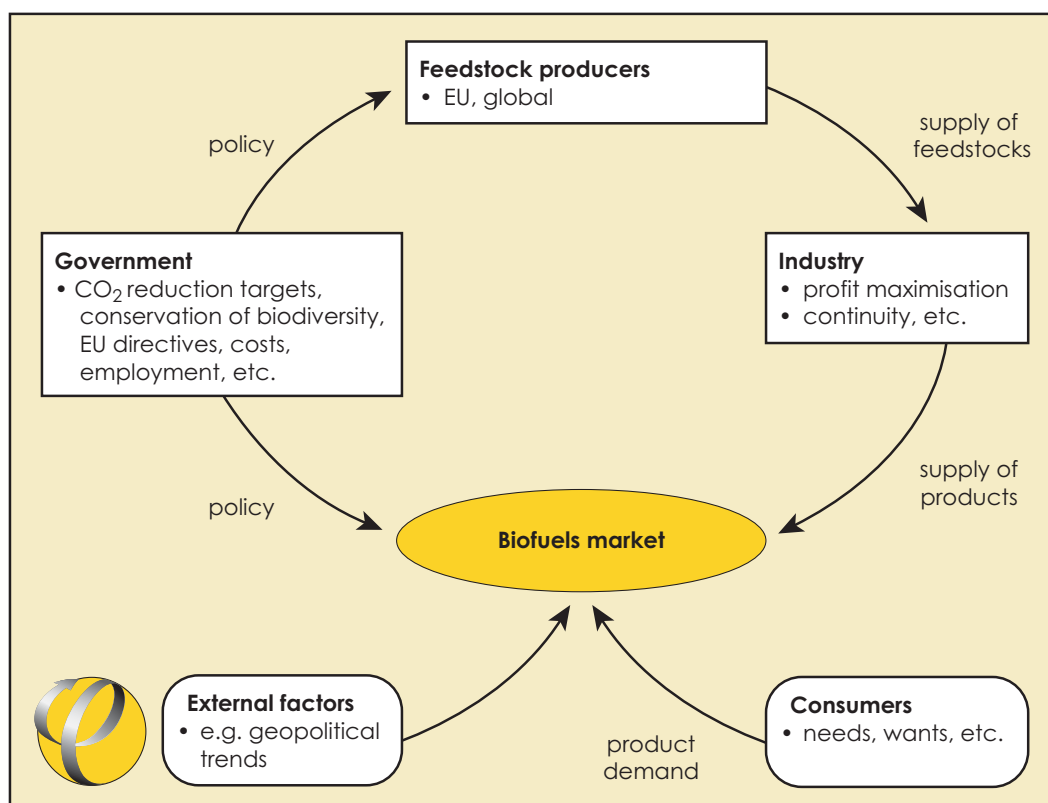 Feedstock producers
• EU, global
policy
supply of
feedstocks
Government
• CO₂ reduction targets,
conservation of biodiversity,
EU directives, costs,
employment, etc.
Industry
• profit maximisation
• continuity, etc.
policy
supply of
products
Biofuels market
External factors
• e.g. geopolitical
trends
product
demand
Consumers
• needs, wants, etc.